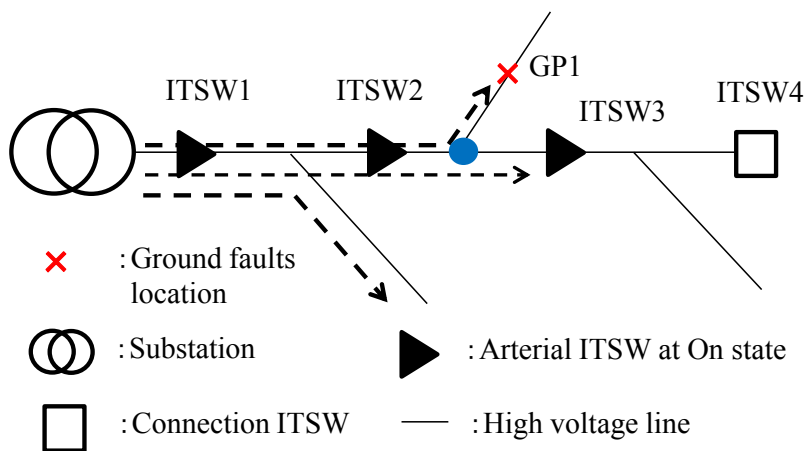 GP1
ITSW1
ITSW2
ITSW3
ITSW4
: Ground faults
location
: Substation
: Arterial ITSW at On state
: Connection ITSW
: High voltage line